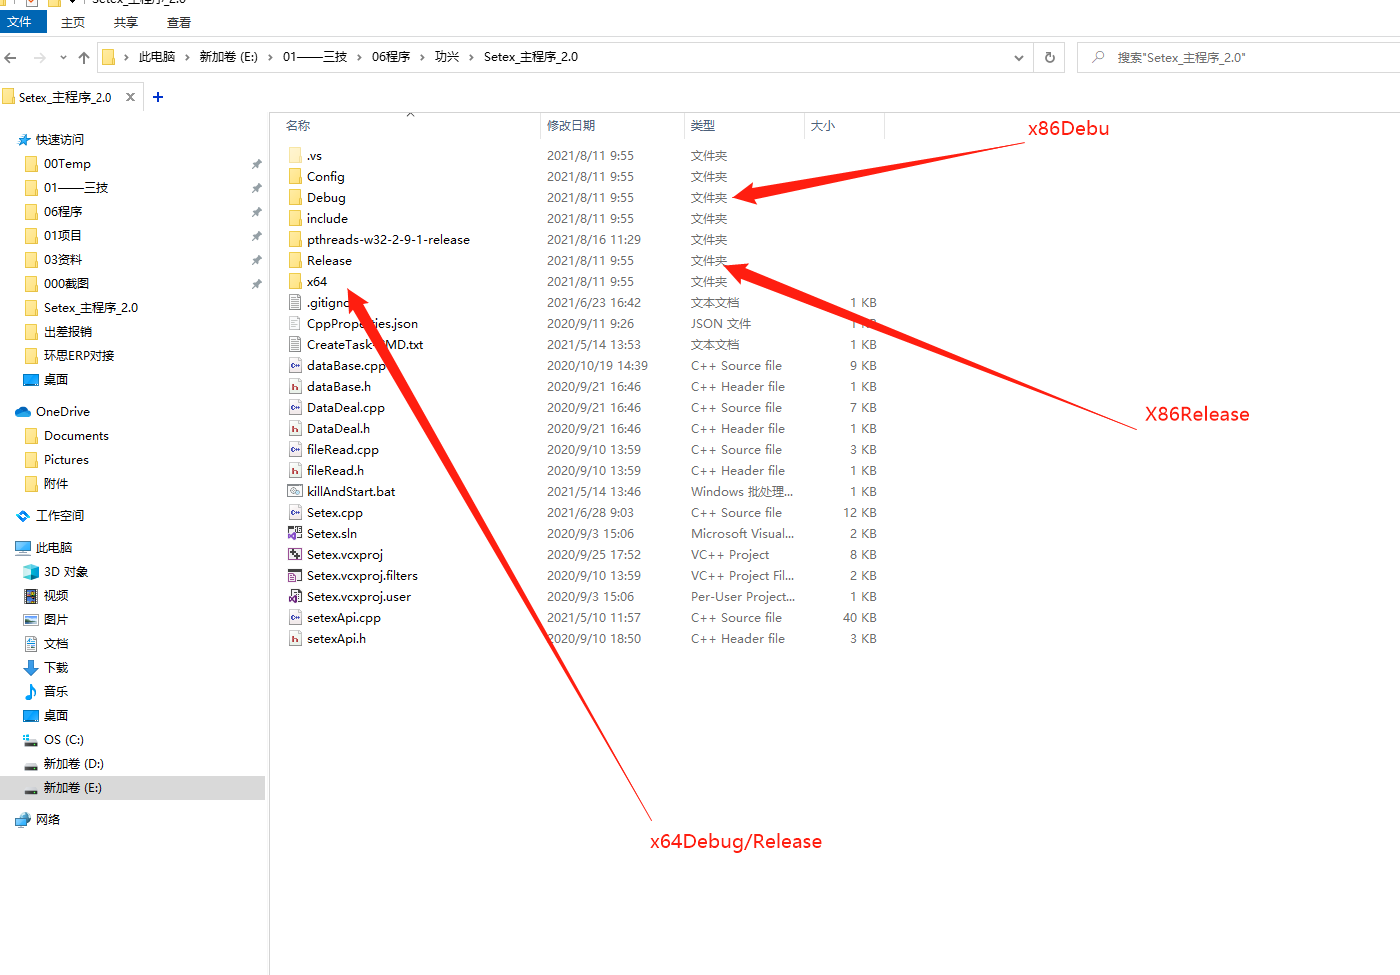 Setex_主程序_2.0
文件 主页 共享 查看
此电脑 › 新加卷 (E:) › 01——三技 › 06程序 › 功兴 › Setex_主程序_2.0
搜索"Setex_主程序_2.0"
Setex_主程序_2.0
快速访问
00Temp
01——三技
06程序
01项目
03资料
000截图
Setex_主程序_2.0
出差报销
环思ERP对接
桌面
OneDrive
Documents
Pictures
附件
工作空间
此电脑
3D 对象
视频
图片
文档
下载
音乐
桌面
OS (C:)
新加卷 (D:)
新加卷 (E:)
网络
名称 修改日期 类型 大小
.vs 2021/8/11 9:55 文件夹
Config 2021/8/11 9:55 文件夹
Debug 2021/8/11 9:55 文件夹
include 2021/8/11 9:55 文件夹
pthreads-w32-2-9-1-release 2021/8/16 11:29 文件夹
Release 2021/8/11 9:55 文件夹
x64 2021/8/11 9:55 文件夹
.gitigno 2021/6/23 16:42 文本文档 1 KB
CppProperties.json 2020/9/11 9:26 JSON 文件 1 KB
CreateTask-CMD.txt 2021/5/14 13:53 文本文档 1 KB
dataBase.cpp 2020/10/19 14:39 C++ Source file 9 KB
dataBase.h 2020/9/21 16:46 C++ Header file 1 KB
DataDeal.cpp 2020/9/21 16:46 C++ Source file 7 KB
DataDeal.h 2020/9/21 16:46 C++ Header file 1 KB
fileRead.cpp 2020/9/10 13:59 C++ Source file 3 KB
fileRead.h 2020/9/10 13:59 C++ Header file 1 KB
killAndStart.bat 2021/5/14 13:46 Windows 批处理... 1 KB
Setex.cpp 2021/6/28 9:03 C++ Source file 12 KB
Setex.sln 2020/9/3 15:06 Microsoft Visual... 2 KB
Setex.vcxproj 2020/9/25 17:52 VC++ Project 8 KB
Setex.vcxproj.filters 2020/9/10 13:59 VC++ Project Fil... 2 KB
Setex.vcxproj.user 2020/9/3 15:06 Per-User Project... 1 KB
setexApi.cpp 2021/5/10 11:57 C++ Source file 40 KB
setexApi.h 2020/9/10 18:50 C++ Header file 3 KB
x86Debu
X86Release
x64Debug/Release